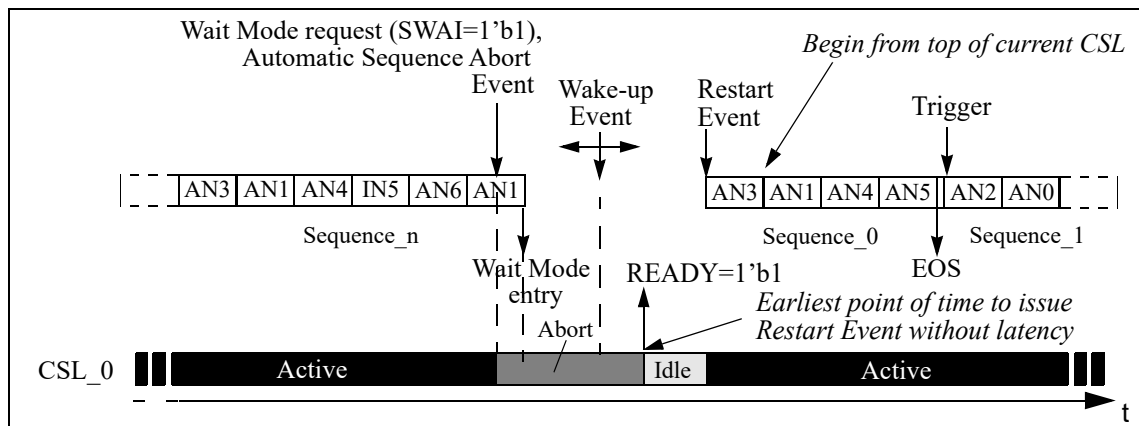 Wait Mode request (SWAI=1’b1),
Automatic Sequence Abort
Event
Wake-up
Event
Restart
Event
Begin from top of current CSL
Trigger
AN3 AN1 AN4 IN5 AN6 AN1
AN3 AN1 AN4 AN5 AN2 AN0
Sequence_n
Sequence_0
Sequence_1
Wait Mode
entry
READY=1’b1
EOS
Earliest point of time to issue
Restart Event without latency
Abort
CSL_0
Active
Idle
Active
t